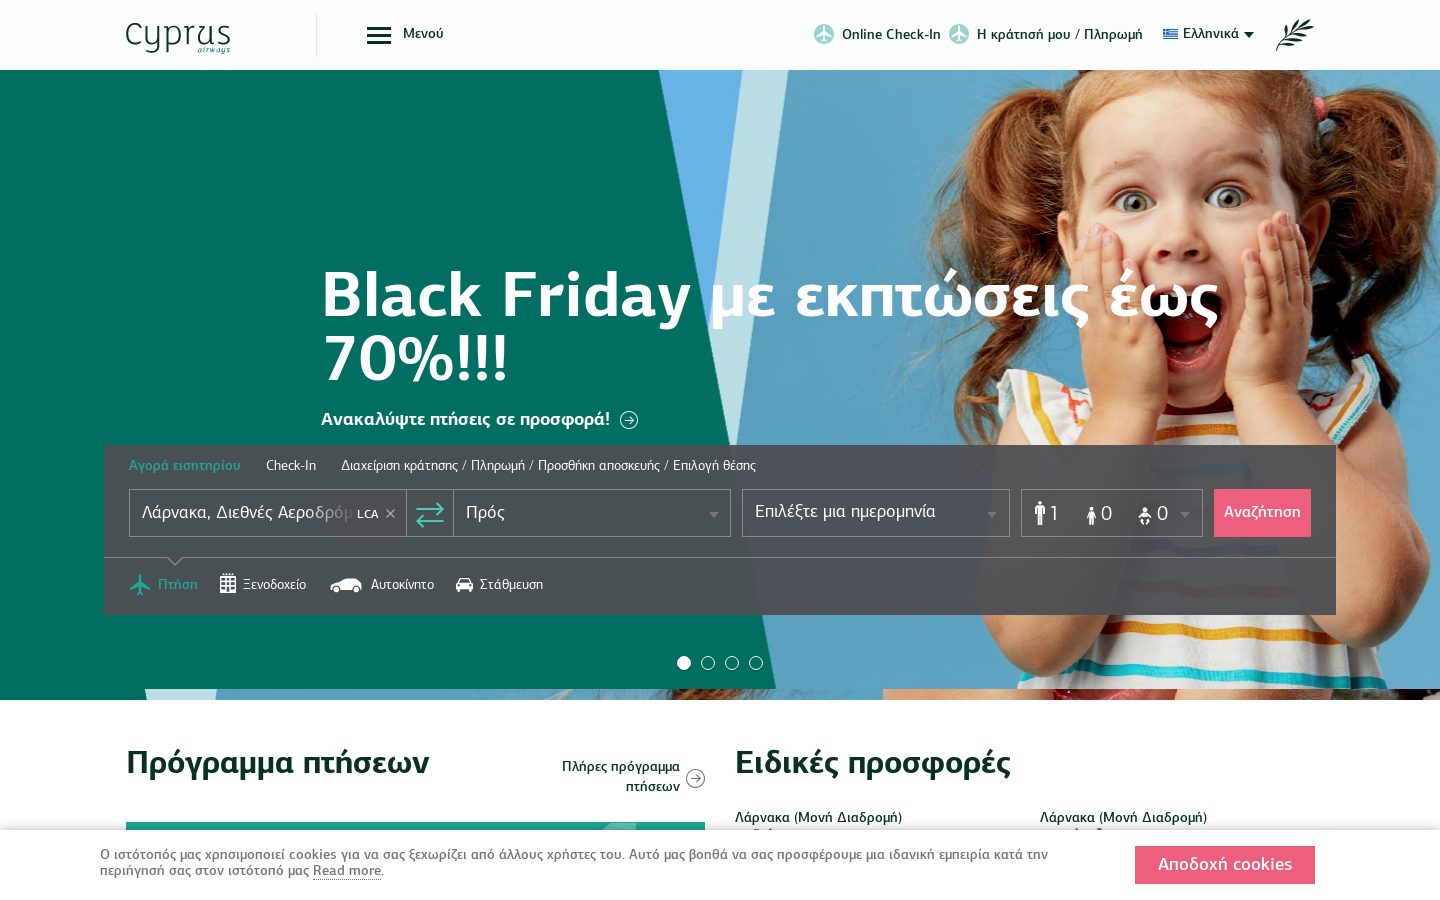 Cyprus
airways
Μενού
Online Check-In
Η κράτησή μου / Πληρωμή
Ελληνικά
Black Friday με εκπτώσεις έως
70%!!!
Ανακαλύψτε πτήσεις σε προσφορά!
Αγορά εισητηρίου
Check-In
Διαχείριση κράτησης / Πληρωμή / Προσθήκη αποσκευής / Επιλογή θέσης
Λάρνακα, Διεθνές Αεροδρόμ
LCA
Πρός
Επιλέξτε μια ημερομηνία
1
0
0
Αναζήτηση
Πτήση
Ξενοδοχείο
Αυτοκίνητο
Στάθμευση
Πρόγραμμα πτήσεων
Πλήρες πρόγραμμα
πτήσεων
Ειδικές προσφορές
Λάρνακα (Μονή Διαδρομή)
Λάρνακα (Μονή Διαδρομή)
Ο ιστότοπός μας χρησιμοποιεί cookies για να σας ξεχωρίζει από άλλους χρήστες του. Αυτό μας βοηθά να σας προσφέρουμε μια ιδανική εμπειρία κατά την
περιήγησή σας στον ιστότοπό μας Read more.
Αποδοχή cookies